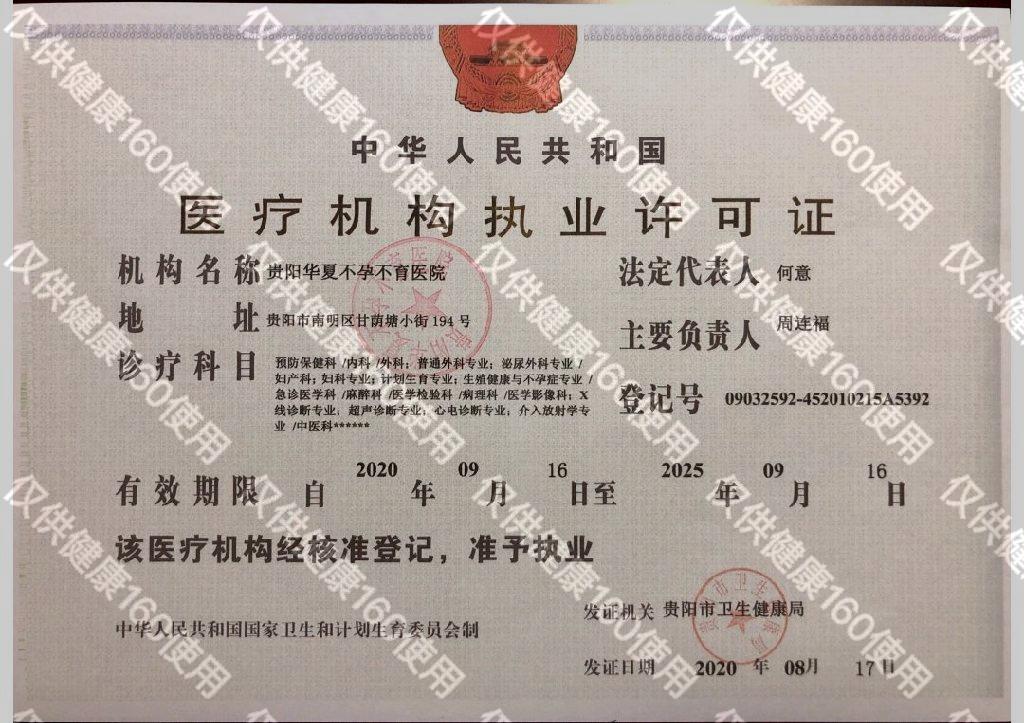 中华人民共和国
医疗机构执业许可证
机构名称 贵阳华夏不孕不育医院
法定代表人 何意
地址 贵阳市南明区甘荫塘小街194号
主要负责人 周连福
诊疗科目 预防保健科 /内科 /外科；普通外科专业；泌尿外科专业 /
妇产科；妇科专业；计划生育专业；生殖健康与不孕症专业 /
急诊医学科 /麻醉科 /医学检验科 /病理科 /医学影像科；X
线诊断专业；超声诊断专业；心电诊断专业；介入放射学专
业 /中医科******
登记号 09032592-452010215A5392
有效期限 自 2020 年 09 月 16 日至 2025 年 09 月 16 日
该医疗机构经核准登记，准予执业
发证机关 贵阳市卫生健康局
中华人民共和国国家卫生和计划生育委员会制
发证日期 2020 年 08月 17日
仅供健康160使用